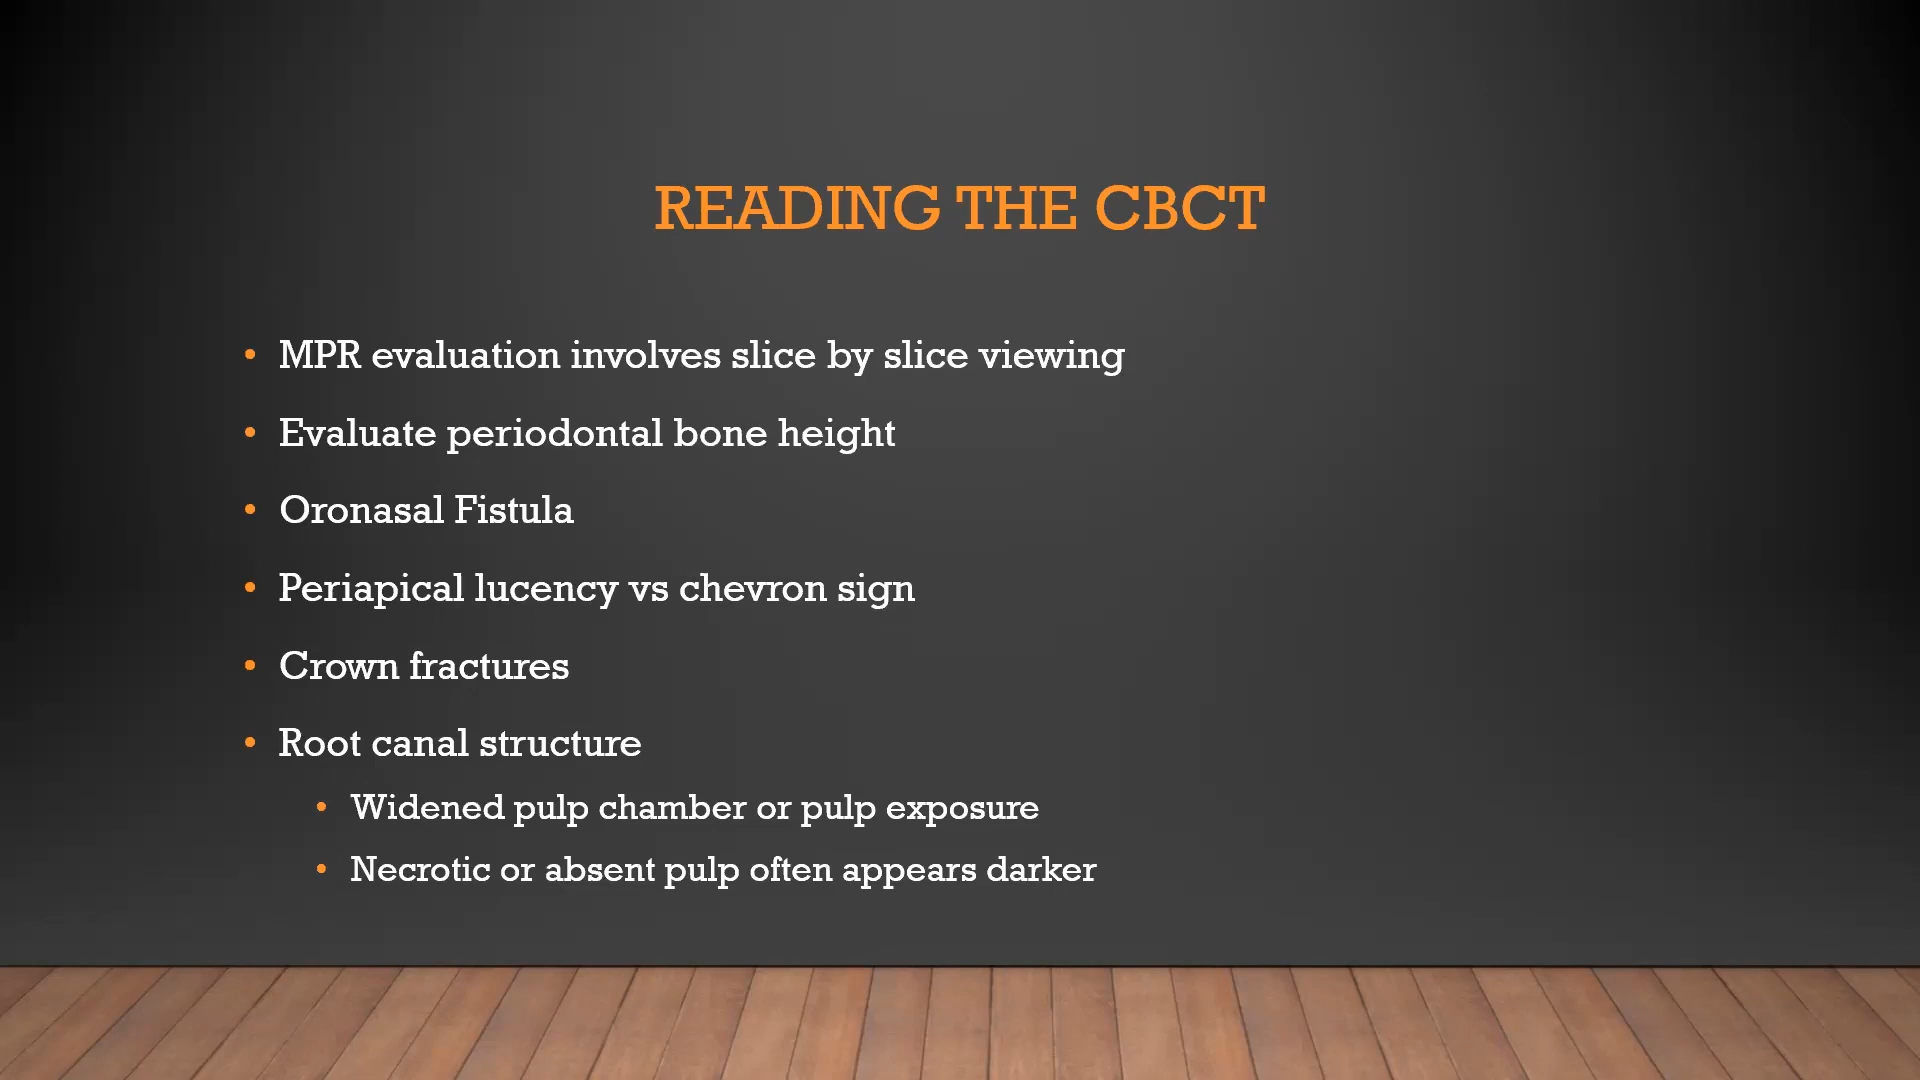 READING THE CBCT
• MPR evaluation involves slice by slice viewing
• Evaluate periodontal bone height
• Oronasal Fistula
• Periapical lucency vs chevron sign
• Crown fractures
• Root canal structure
• Widened pulp chamber or pulp exposure
• Necrotic or absent pulp often appears darker